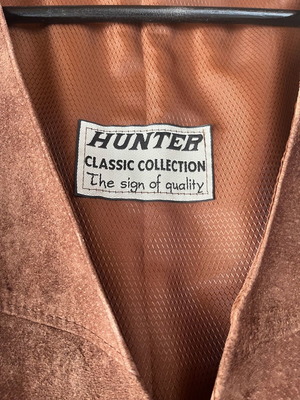 HUNTER
CLASSIC COLLECTION
The sign of quality